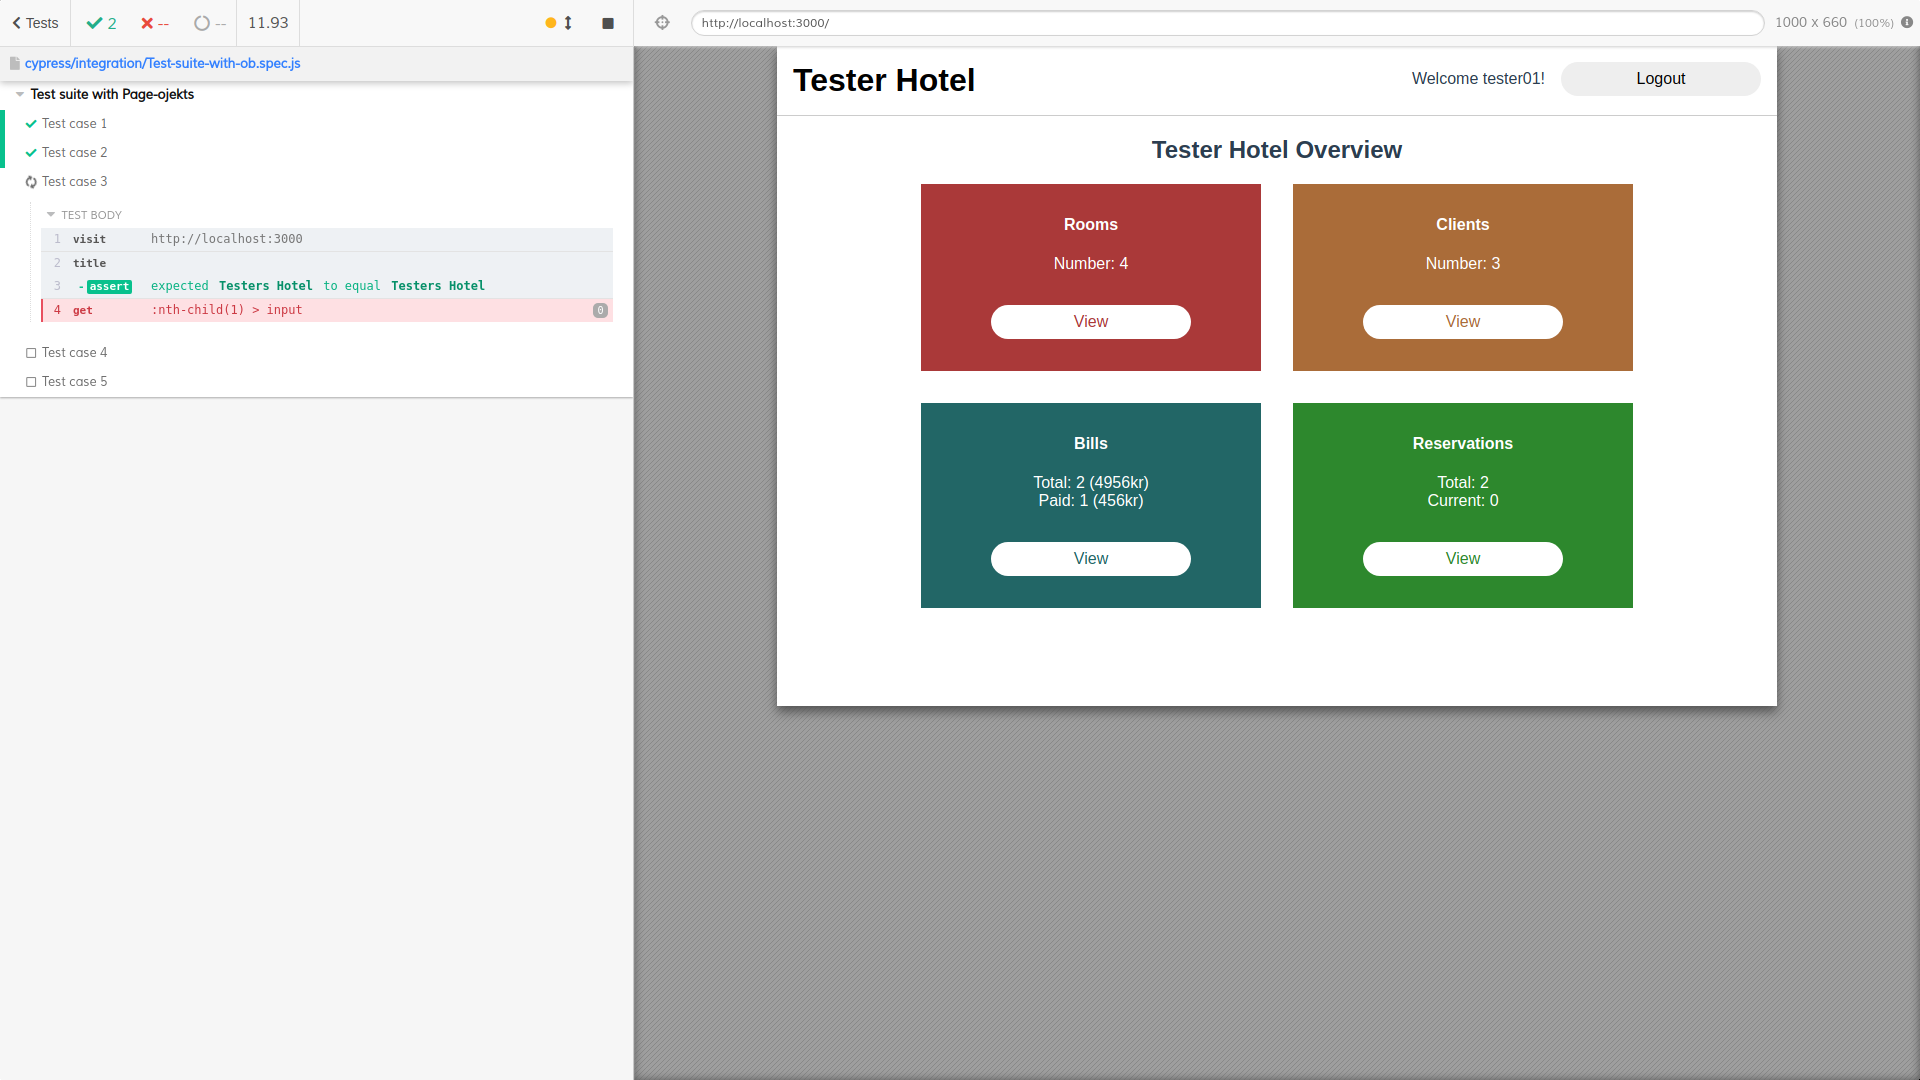 Tests
2
--
--
11.93
http://localhost:3000/
1000 x 660 (100%)
cypress/integration/Test-suite-with-ob.spec.js
Test suite with Page-ojekts
Test case 1
Test case 2
Test case 3
TEST BODY
1 visit http://localhost:3000
2 title
3 -assert expected Testers Hotel to equal Testers Hotel
4 get :nth-child(1) > input 0
Test case 4
Test case 5
Tester Hotel
Welcome tester01!
Logout
Tester Hotel Overview
Rooms
Number: 4
View
Clients
Number: 3
View
Bills
Total: 2 (4956kr)
Paid: 1 (456kr)
View
Reservations
Total: 2
Current: 0
View